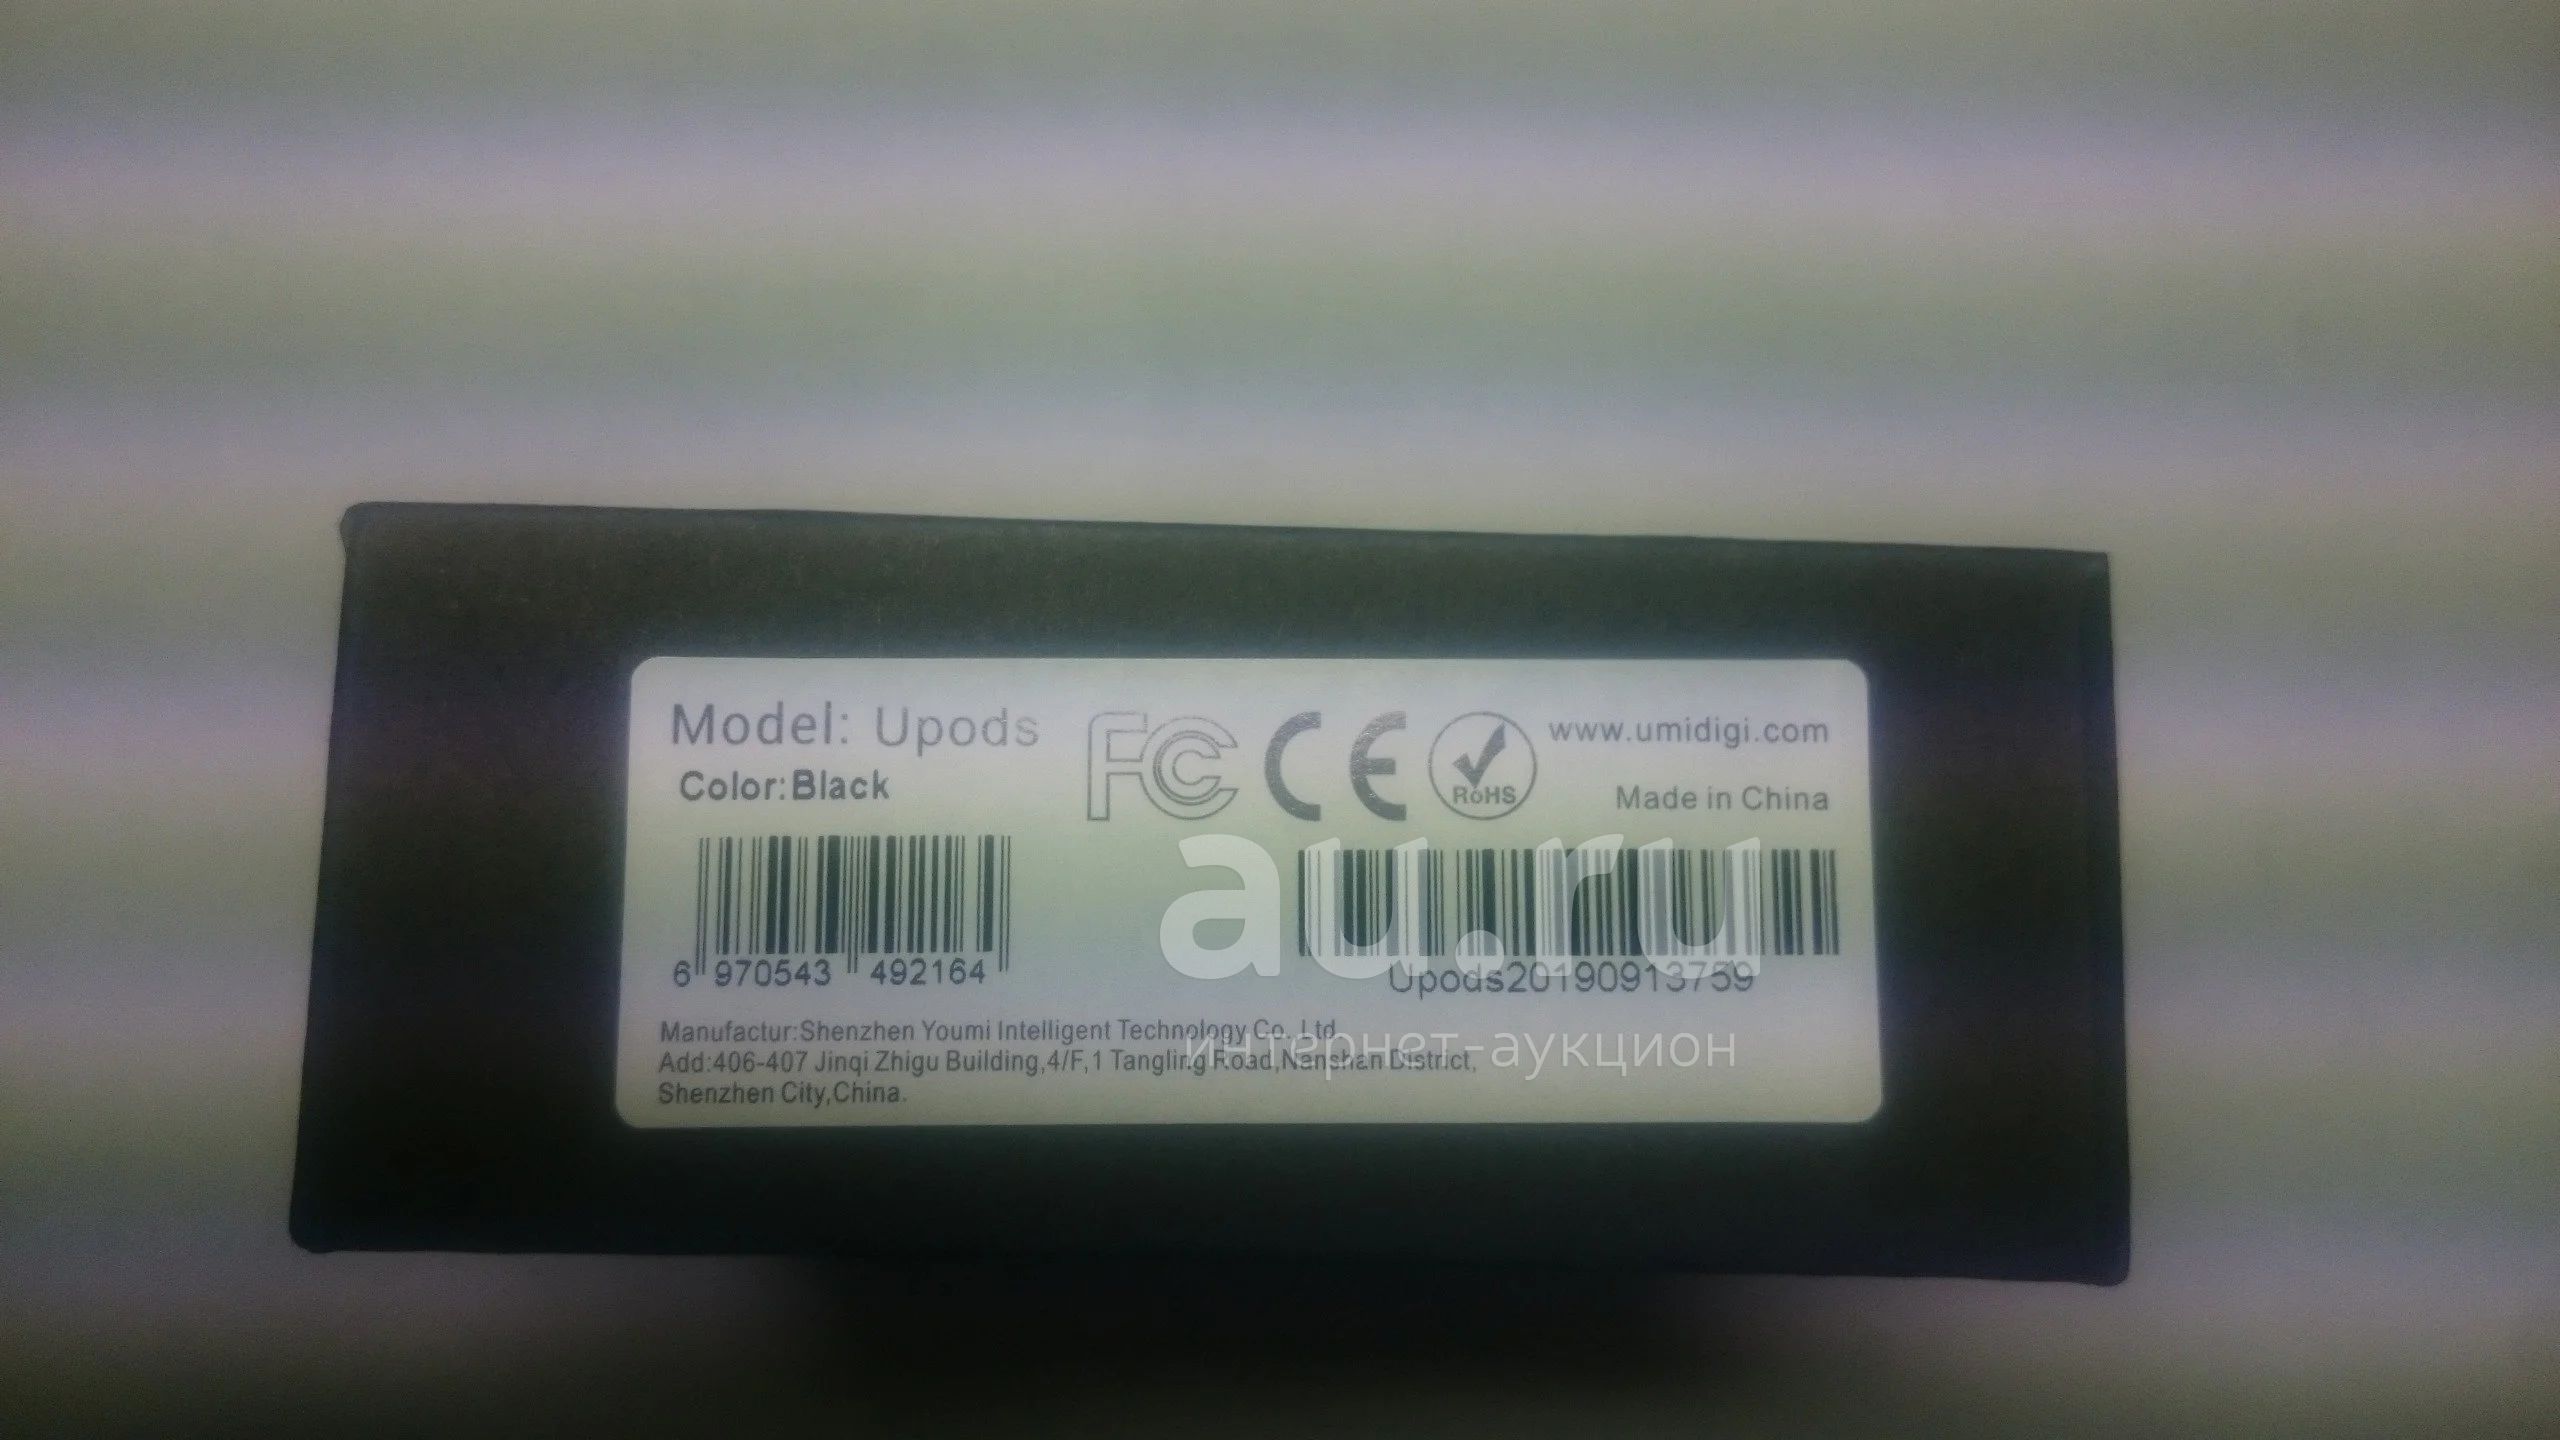 Model: Upods
Color:Black
FC CE
RoHS
www.umidigi.com
Made in China
6 970543 492164
Upods20190913759
Manufactur:Shenzhen Youmi Intelligent Technology Co.,Ltd
Add:406-407 Jinqi Zhigu Building,4/F,1 Tangling Road,Nanshan District,
Shenzhen City,China.
au.ru
интернет-аукцион